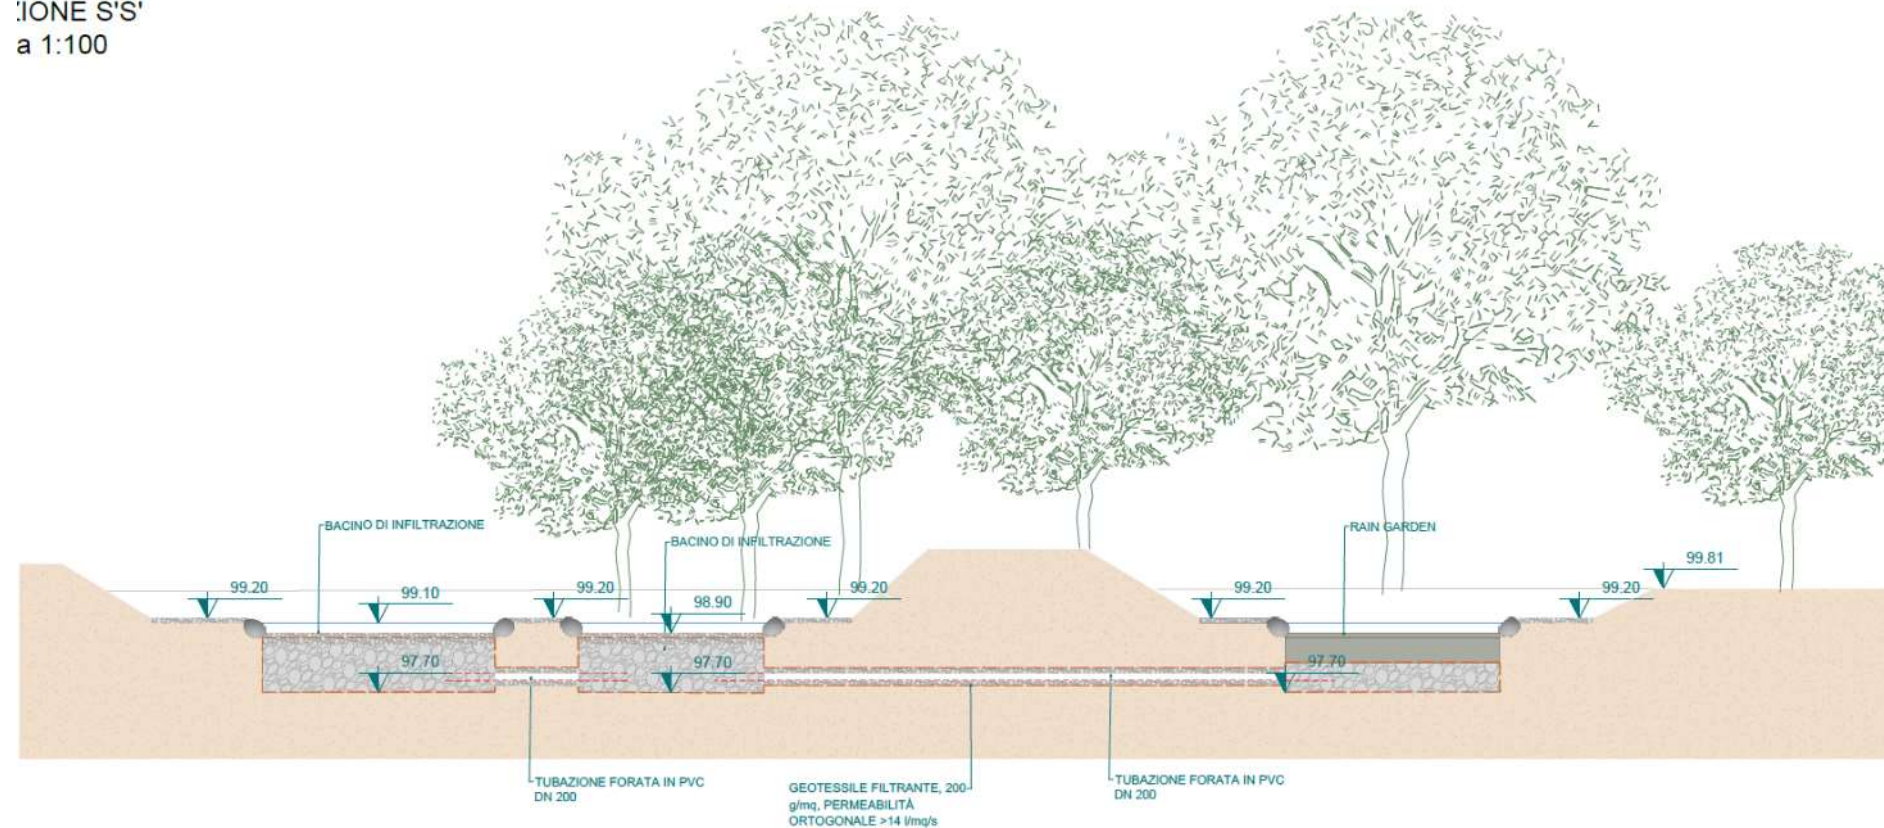 ZIONE S'S'
a 1:100
BACINO DI INFILTRAZIONE
BACINO DI INFILTRAZIONE
RAIN GARDEN
99.20
99.10
99.20
98.90
99.20
99.20
99.20
99.81
97.70
97.70
97.70
TUBAZIONE FORATA IN PVC
DN 200
GEOTESSILE FILTRANTE, 200
g/mq, PERMEABILITÀ
ORTOGONALE >14 l/mq/s
TUBAZIONE FORATA IN PVC
DN 200